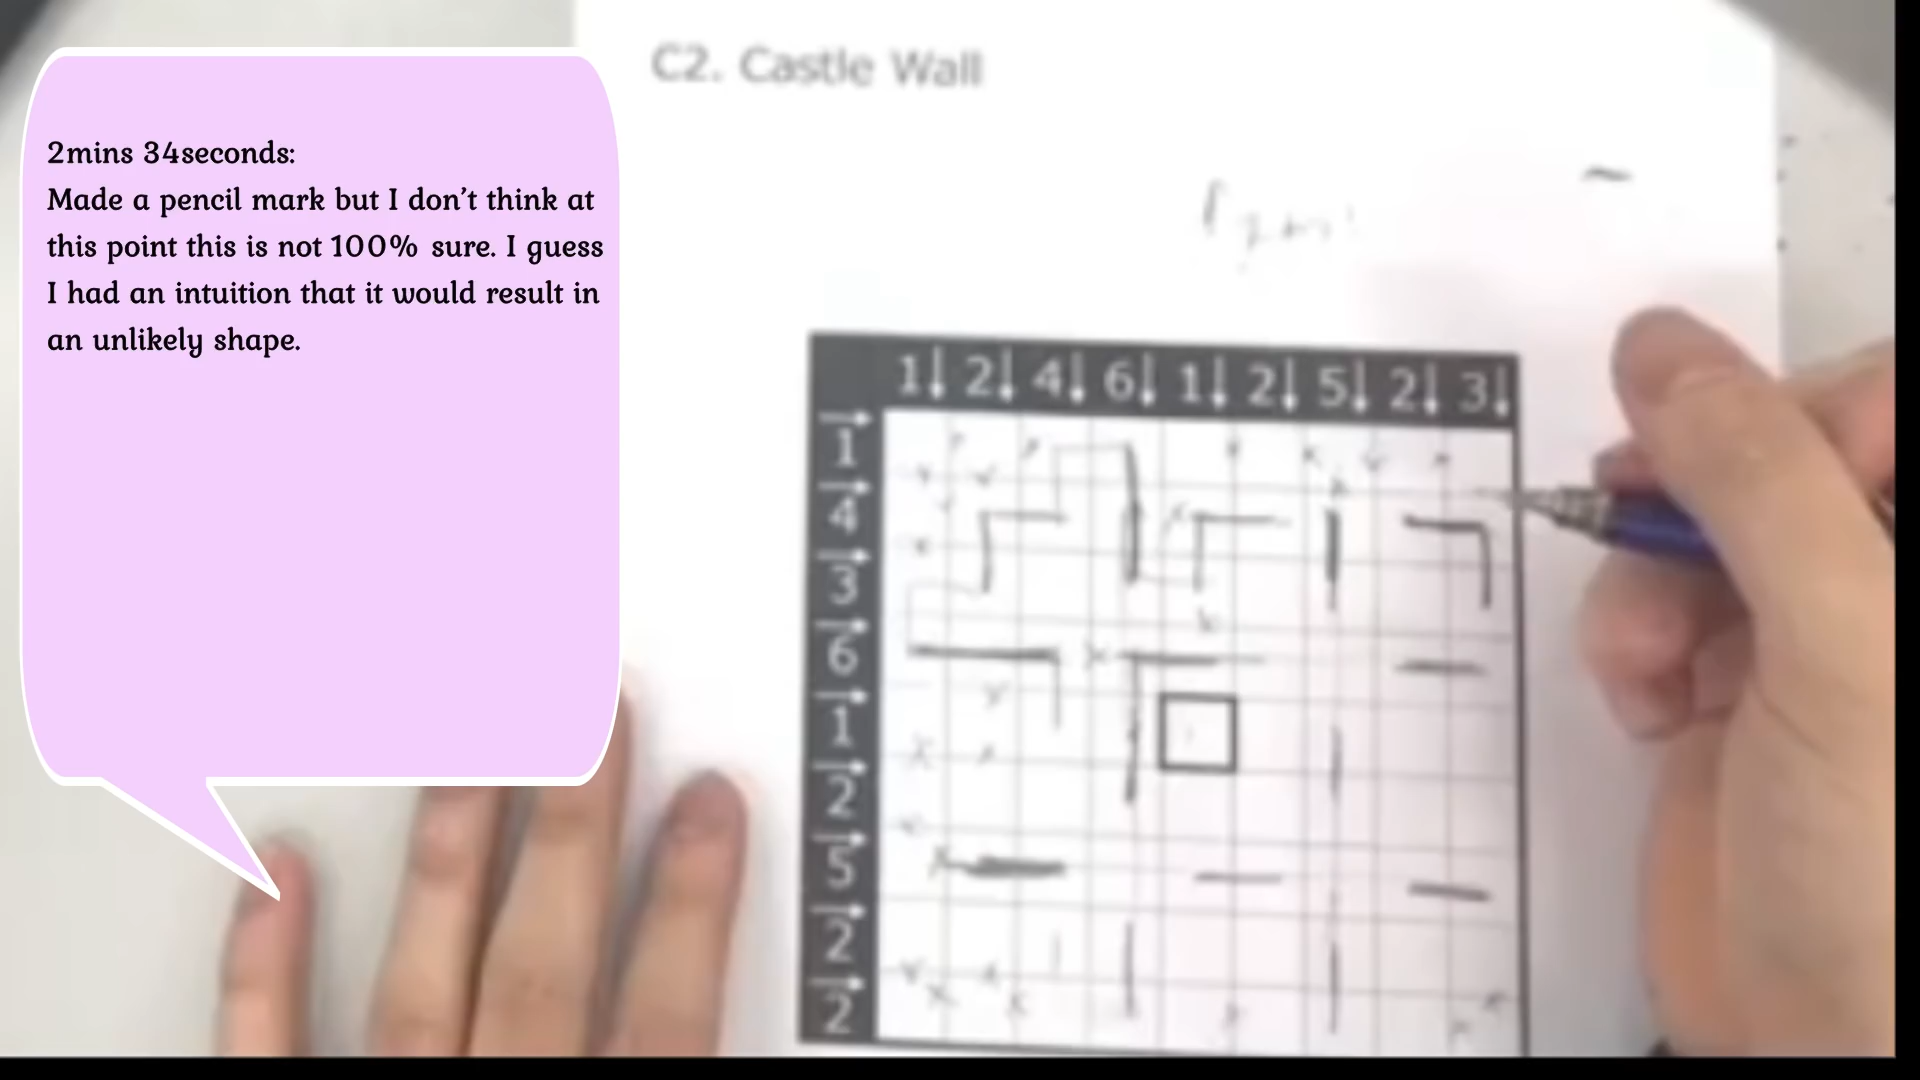 C2. Castle Wall
2mins 34seconds:
Made a pencil mark but I don't think at
this point this is not 100% sure. I guess
I had an intuition that it would result in
an unlikely shape.
1↓ 2↓ 4↓ 6↓ 1↓ 2↓ 5↓ 2↓ 3↓
1
4
3
6
1
2
5
2
2